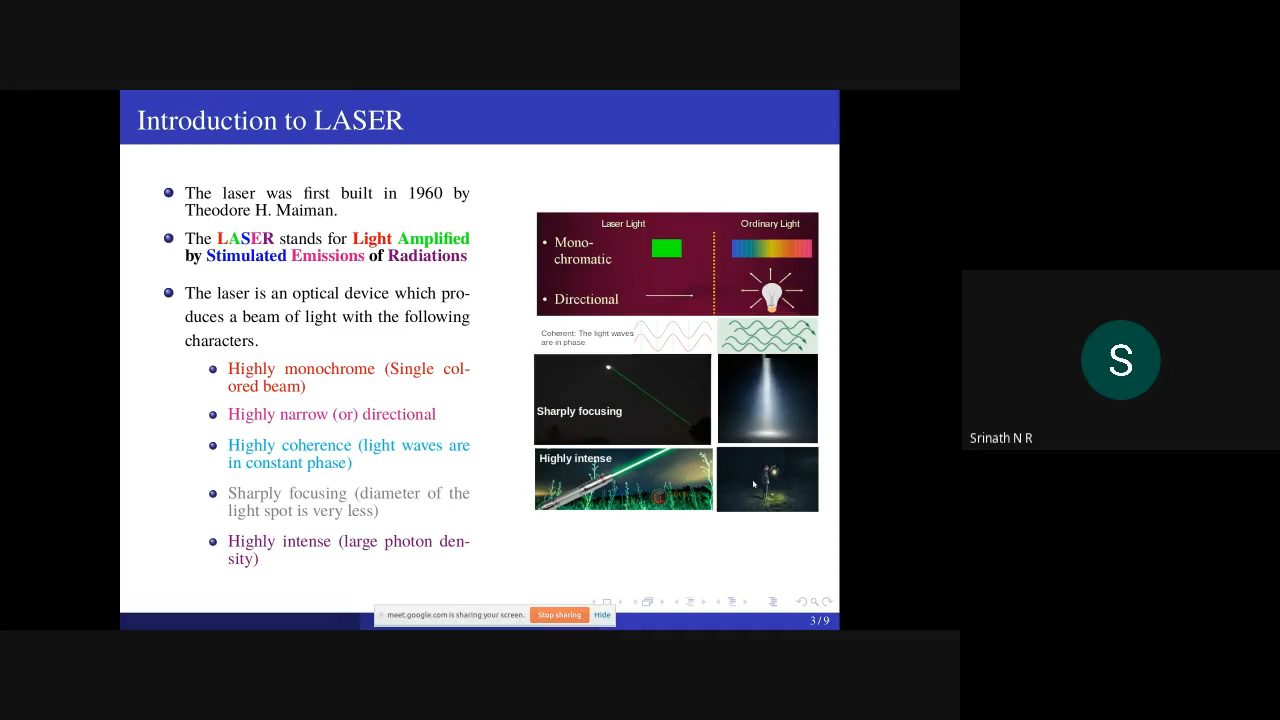 Introduction to LASER
The laser was first built in 1960 by
Theodore H. Maiman.
The LASER stands for Light Amplified
by Stimulated Emissions of Radiations
The laser is an optical device which pro-
duces a beam of light with the following
characters.
Highly monochrome (Single col-
ored beam)
Highly narrow (or) directional
Highly coherence (light waves are
in constant phase)
Sharply focusing (diameter of the
light spot is very less)
Highly intense (large photon den-
sity)
Laser Light
Ordinary Light
• Mono-
chromatic
• Directional
Coherent: The light waves
are in phase
Sharply focusing
Highly intense
meet.google.com is sharing your screen. Stop sharing Hide
3 / 9
S
Srinath N R